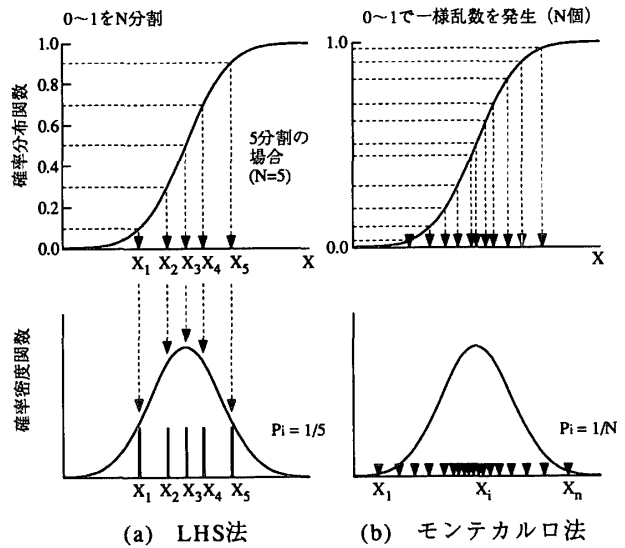 0~1をN分割
確率分布関数
1.0
0.8
0.6
0.4
0.2
0.0
5分割の
場合
(N=5)
X₁ X₂ X₃ X₄ X₅ X
確率密度関数
Pi = 1/5
X₁ X₂ X₃ X₄ X₅
(a) LHS法
0~1で一様乱数を発生(N個)
1.0
0.0
X
Pi = 1/N
X₁ Xᵢ Xₙ
(b) モンテカルロ法